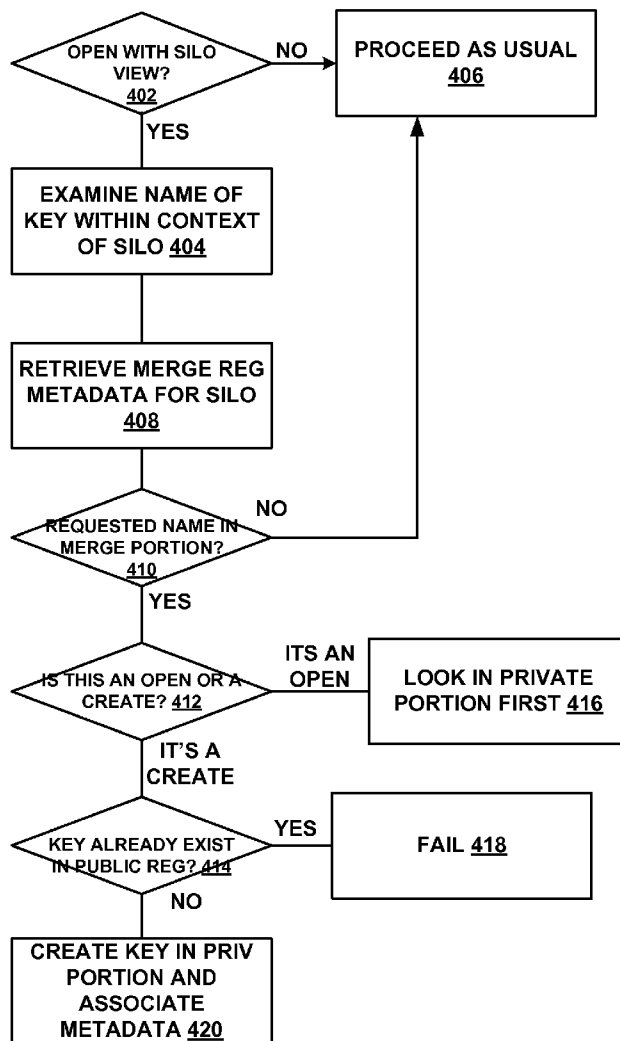 OPEN WITH SILO
VIEW?
402
NO
PROCEED AS USUAL
406
YES
EXAMINE NAME OF
KEY WITHIN CONTEXT
OF SILO 404
RETRIEVE MERGE REG
METADATA FOR SILO
408
REQUESTED NAME IN
MERGE PORTION?
410
NO
YES
IS THIS AN OPEN OR A
CREATE? 412
ITS AN
OPEN
LOOK IN PRIVATE
PORTION FIRST 416
IT'S A
CREATE
KEY ALREADY EXIST
IN PUBLIC REG? 414
YES
FAIL 418
NO
CREATE KEY IN PRIV
PORTION AND
ASSOCIATE
METADATA 420